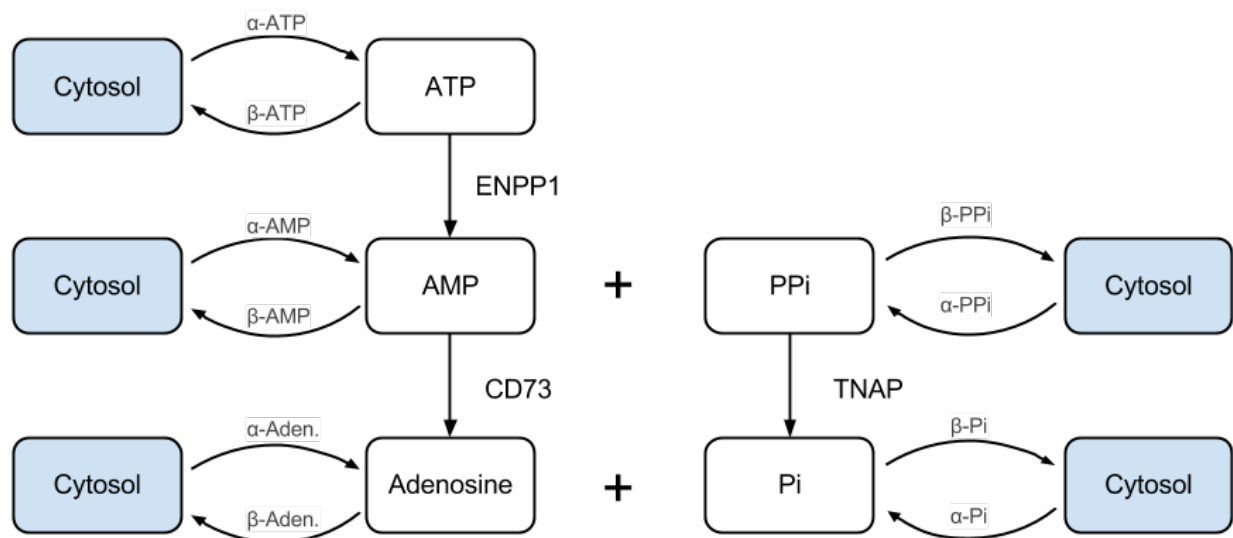 α-ATP
Cytosol
ATP
β-ATP
ENPP1
α-AMP
β-PPi
Cytosol
AMP
+
PPi
Cytosol
β-AMP
α-PPi
CD73
TNAP
α-Aden.
β-Pi
Cytosol
Adenosine
+
Pi
Cytosol
β-Aden.
α-Pi